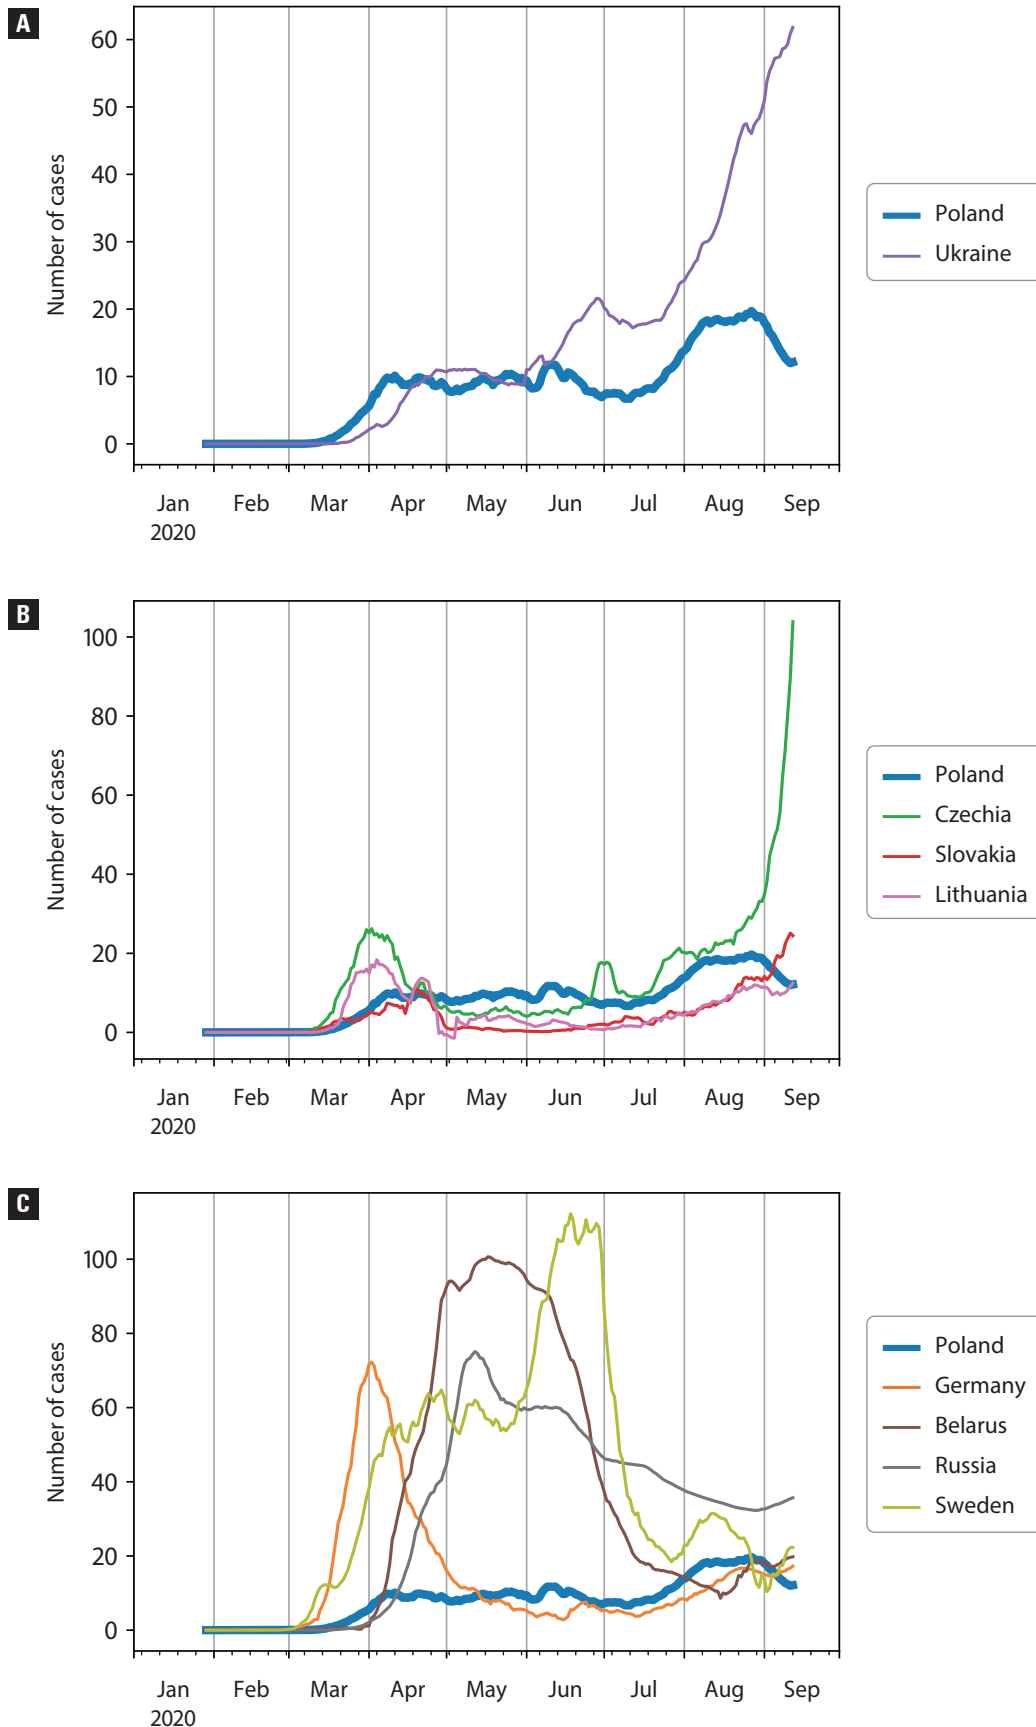 A
Number of cases
60
50
40
30
20
10
0
Jan Feb Mar Apr May Jun Jul Aug Sep
2020
Poland
Ukraine
B
Number of cases
100
80
60
40
20
0
Jan Feb Mar Apr May Jun Jul Aug Sep
2020
Poland
Czechia
Slovakia
Lithuania
C
Number of cases
100
80
60
40
20
0
Jan Feb Mar Apr May Jun Jul Aug Sep
2020
Poland
Germany
Belarus
Russia
Sweden